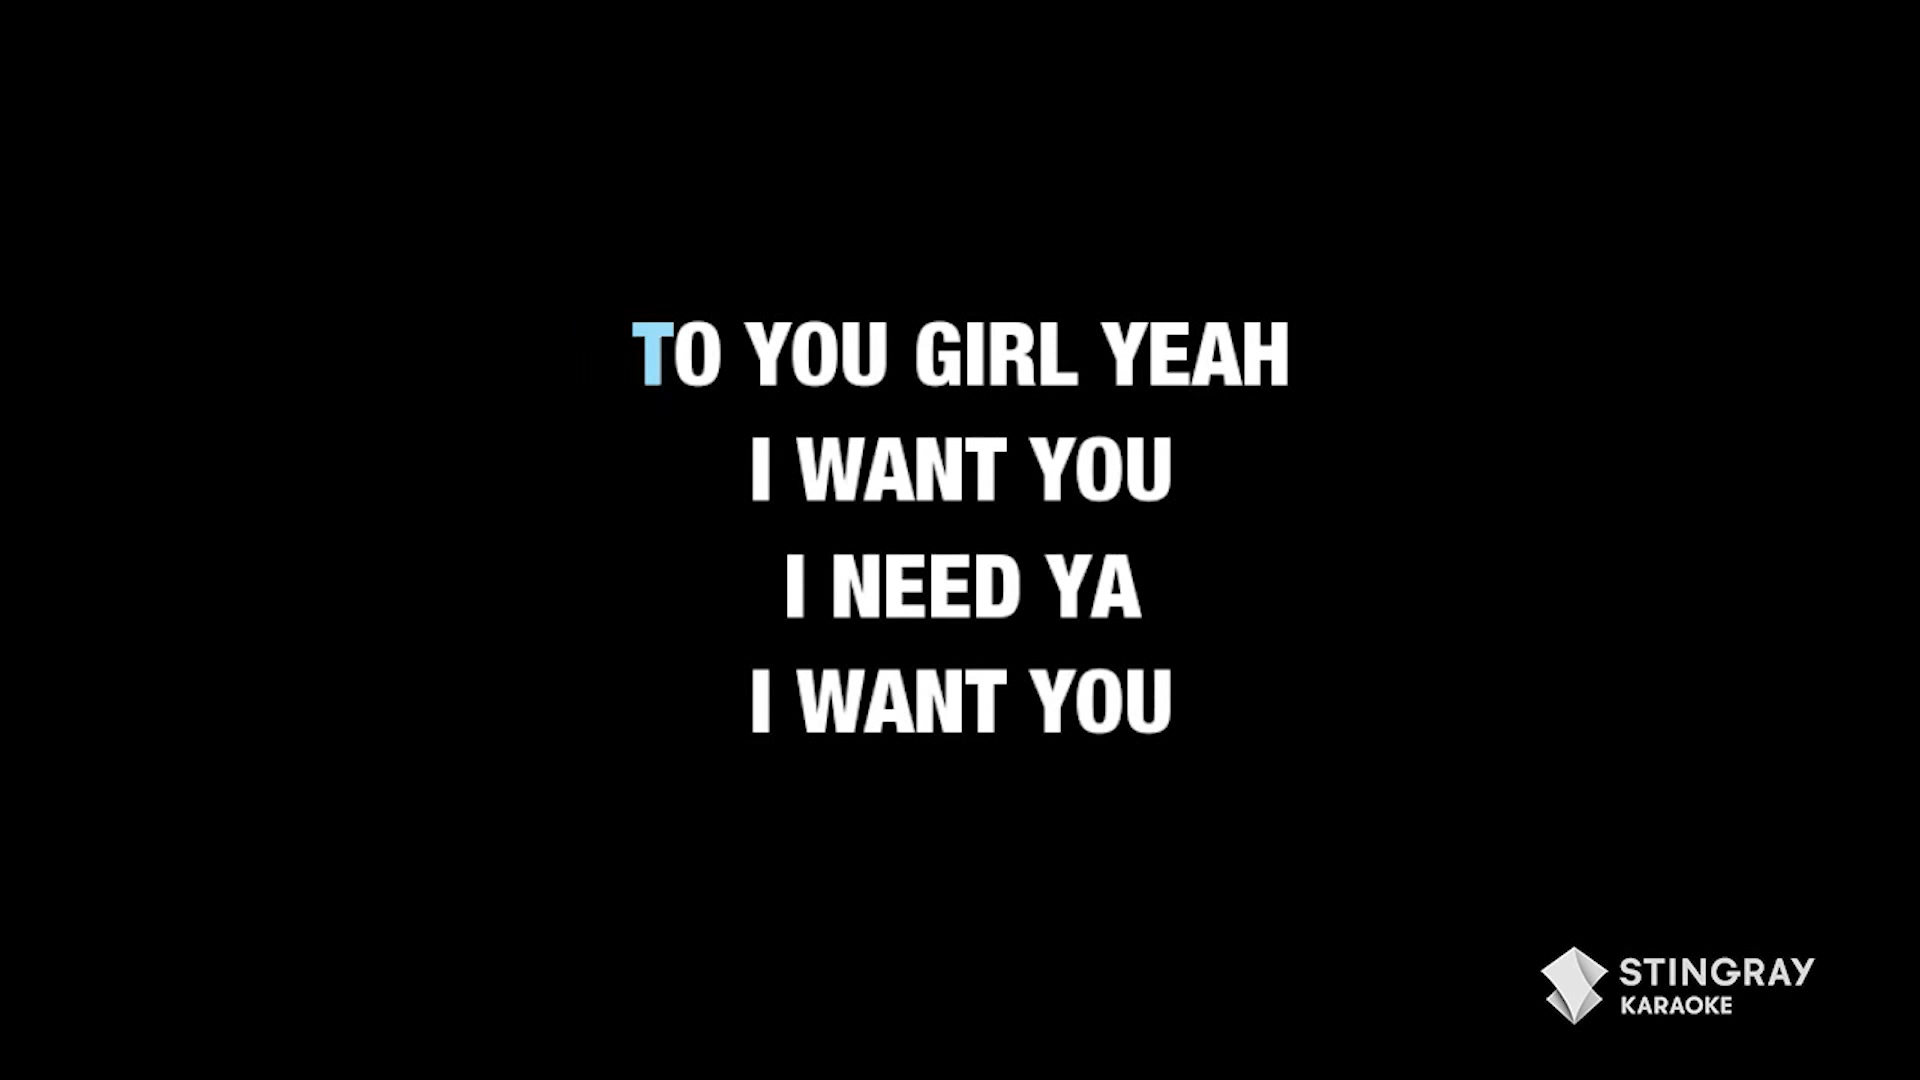 TO YOU GIRL YEAH
I WANT YOU
I NEED YA
I WANT YOU
STINGRAY
KARAOKE